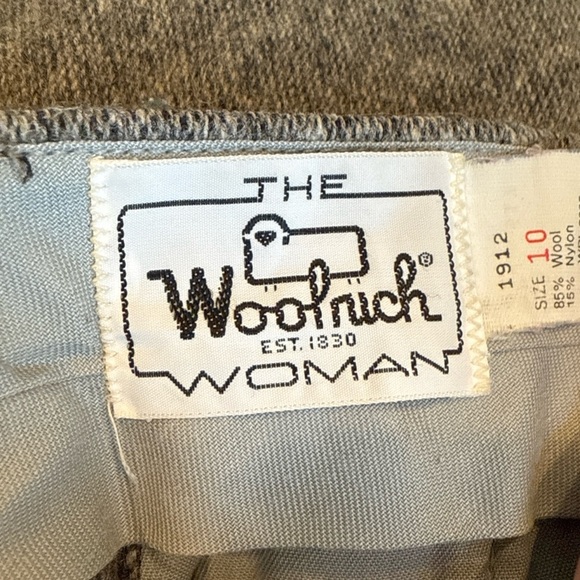 THE
Woolrich®
EST. 1830
WOMAN
1912
SIZE 10
85% Wool
15% Nylon